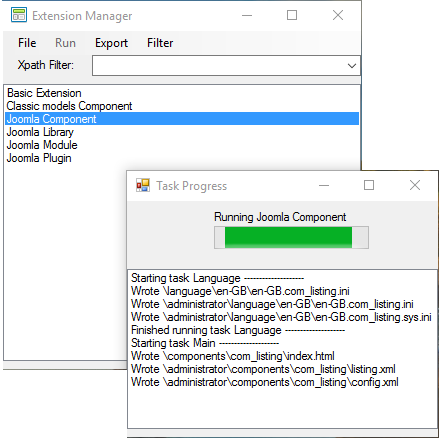 Extension Manager
File Run Export Filter
Xpath Filter:
Basic Extension
Classic models Component
Joomla Component
Joomla Library
Joomla Module
Joomla Plugin
Task Progress
Running Joomla Component
Starting task Language --------------------
Wrote \language\en-GB\en-GB.com_listing.ini
Wrote \administrator\language\en-GB\en-GB.com_listing.ini
Wrote \administrator\language\en-GB\en-GB.com_listing.sys.ini
Finished running task Language --------------------
Starting task Main --------------------
Wrote \components\com_listing\index.html
Wrote \administrator\components\com_listing\listing.xml
Wrote \administrator\components\com_listing\config.xml